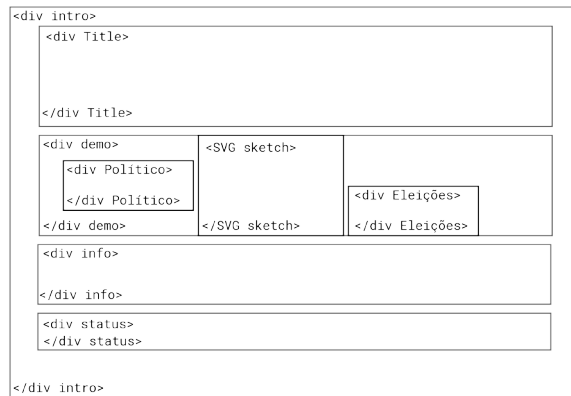 <div intro>
<div Title>
</div Title>
<div demo>
<div Político>
</div Político>
</div demo>
<SVG sketch>
</SVG sketch>
<div Eleições>
</div Eleições>
<div info>
</div info>
<div status>
</div status>
</div intro>